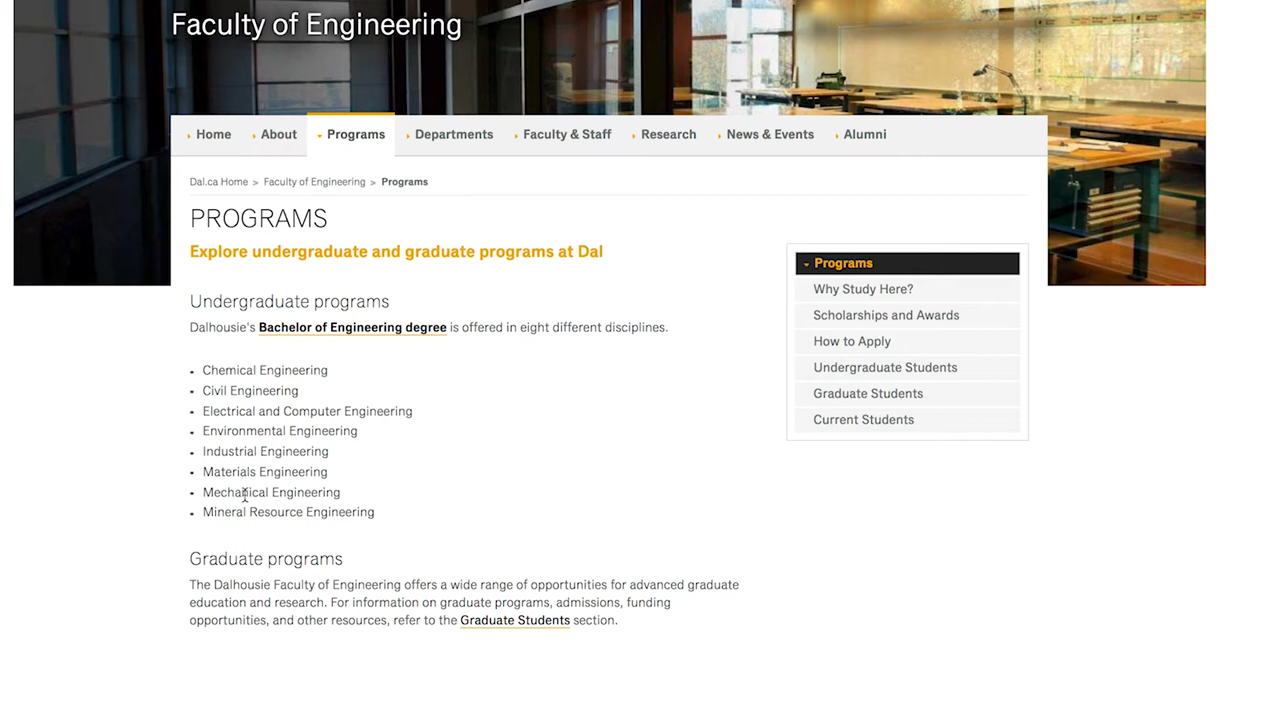 Faculty of Engineering
Home About Programs Departments Faculty & Staff Research News & Events Alumni
Dal.ca Home > Faculty of Engineering > Programs
PROGRAMS
Explore undergraduate and graduate programs at Dal
Undergraduate programs
Dalhousie's Bachelor of Engineering degree is offered in eight different disciplines.
• Chemical Engineering
• Civil Engineering
• Electrical and Computer Engineering
• Environmental Engineering
• Industrial Engineering
• Materials Engineering
• Mechanical Engineering
• Mineral Resource Engineering
Graduate programs
The Dalhousie Faculty of Engineering offers a wide range of opportunities for advanced graduate
education and research. For information on graduate programs, admissions, funding
opportunities, and other resources, refer to the Graduate Students section.
Programs
Why Study Here?
Scholarships and Awards
How to Apply
Undergraduate Students
Graduate Students
Current Students